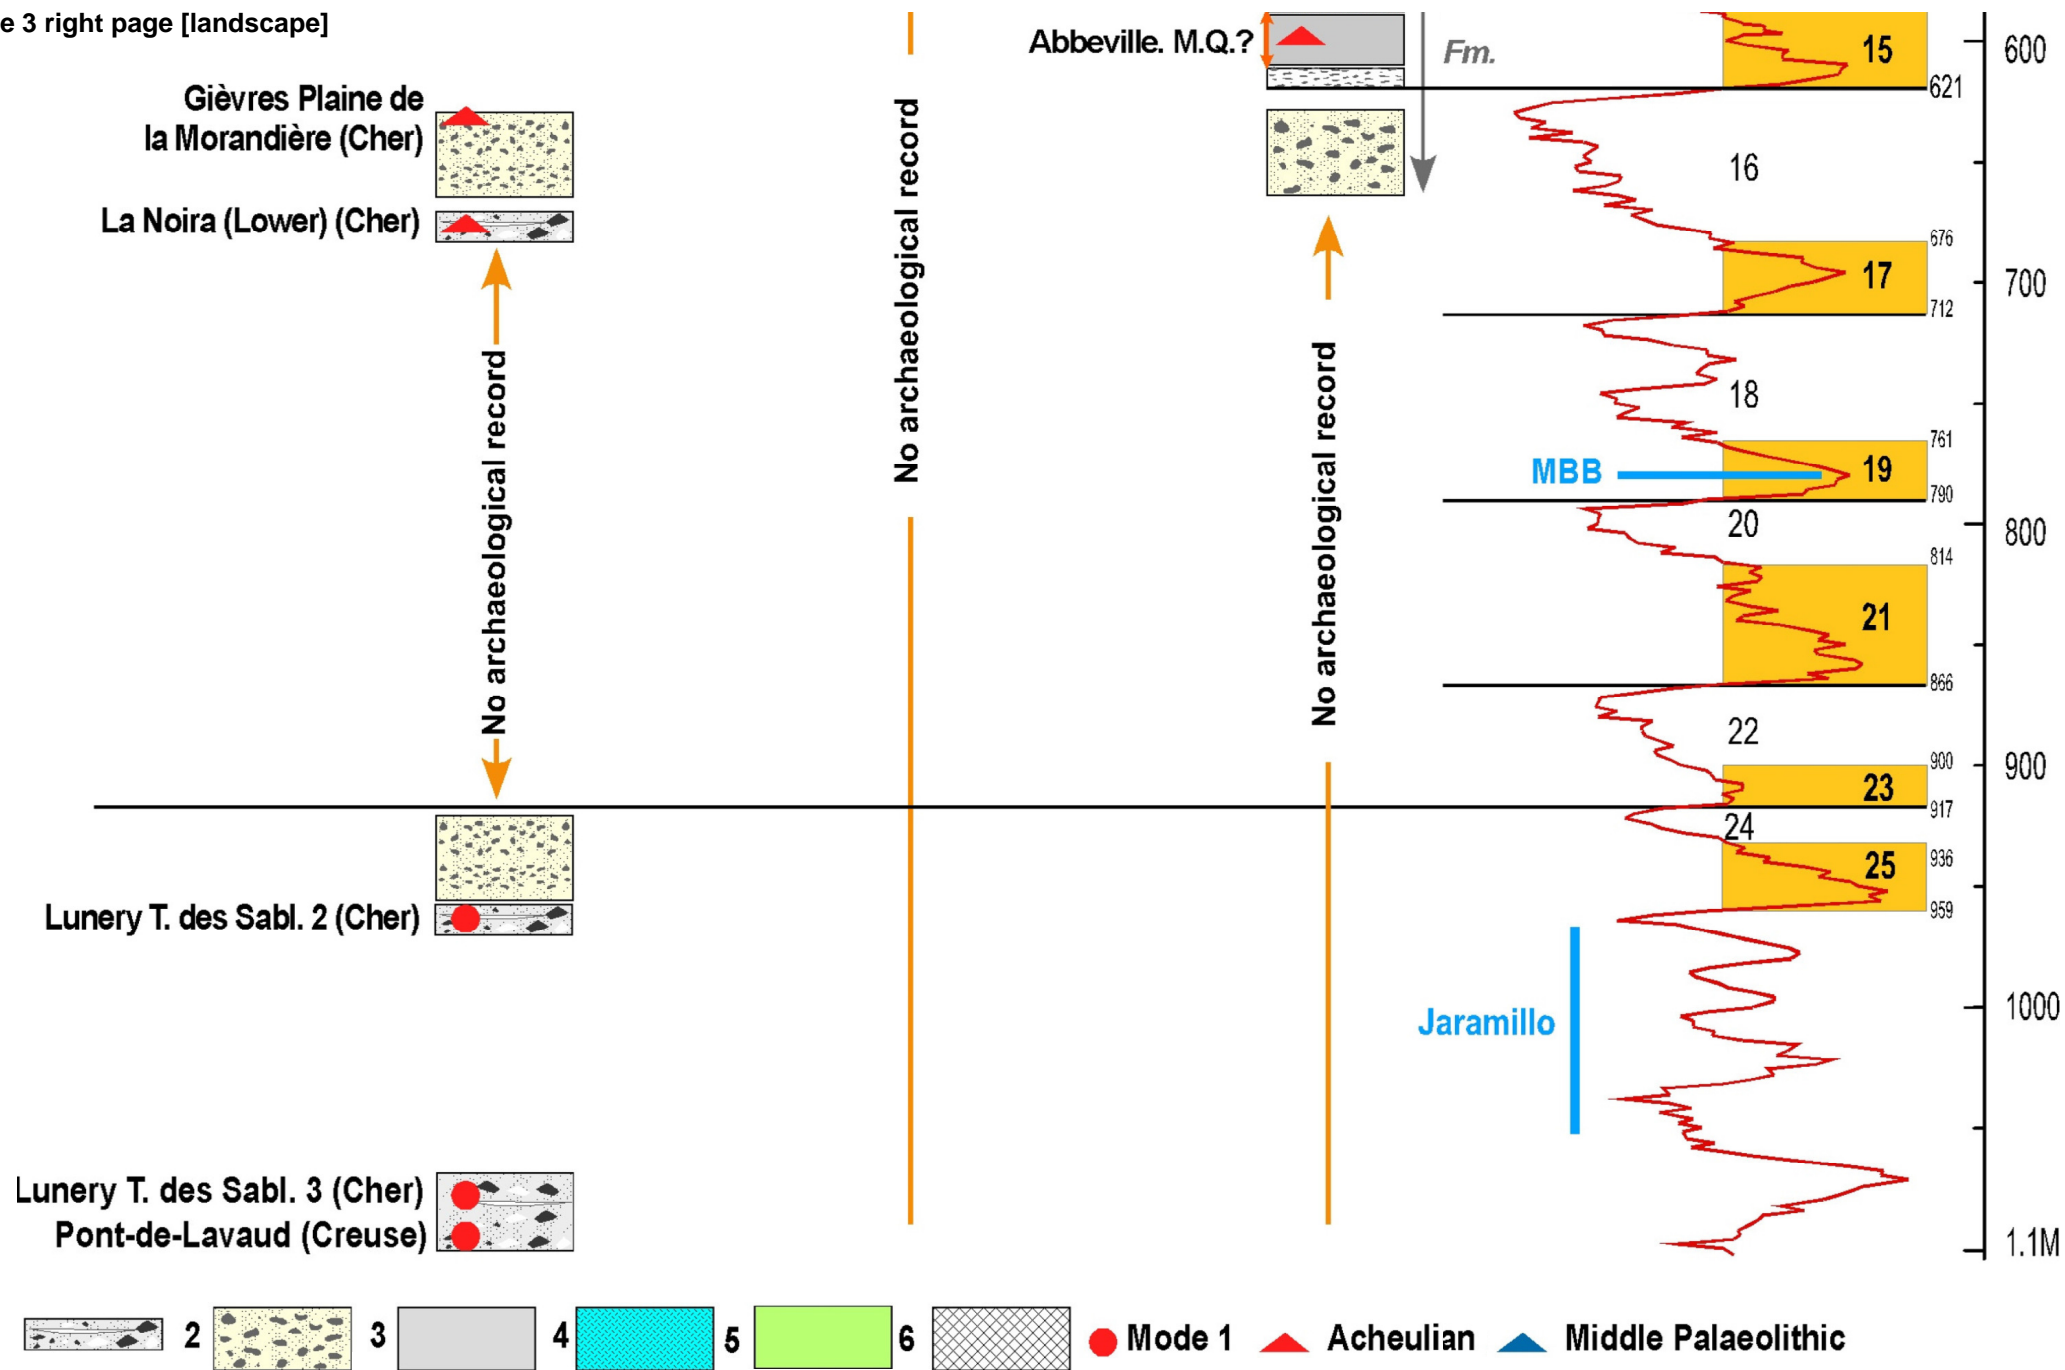 e 3 right page [landscape]
Abbeville. M.Q.?
Fm.
15
600
621
Gièvres Plaine de
la Morandière (Cher)
La Noira (Lower) (Cher)
No archaeological record
No archaeological record
No archaeological record
16
676
17
700
712
18
761
MBB
19
790
20
800
814
21
866
22
900
900
23
917
24
Lunery T. des Sabl. 2 (Cher)
936
25
959
1000
Jaramillo
Lunery T. des Sabl. 3 (Cher)
Pont-de-Lavaud (Creuse)
1.1M
2
3
4
5
6
Mode 1
Acheulian
Middle Palaeolithic